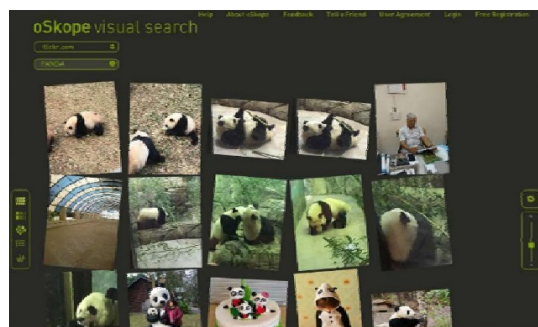 Help About oSkope Feedback Tell a Friend User Agreement Login Free Registration
oSkope visual search
flickr.com
PANDA